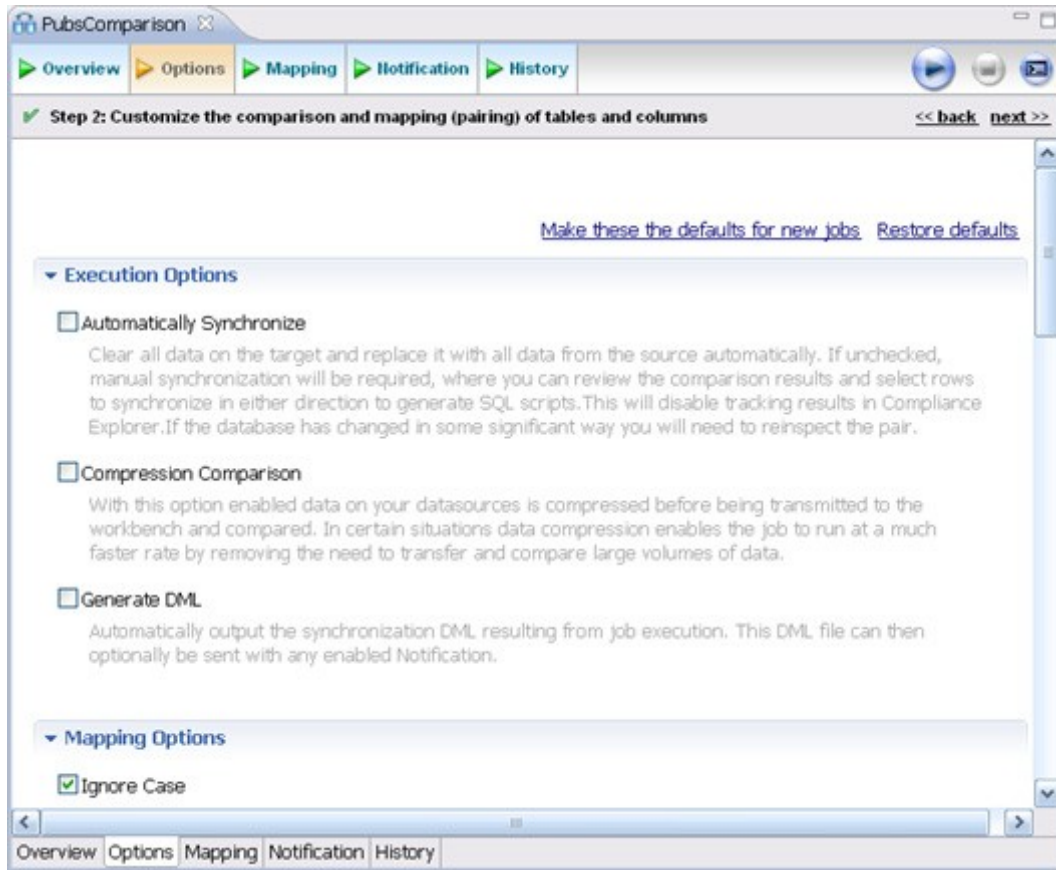 PubsComparison
Overview Options Mapping Notification History
Step 2: Customize the comparison and mapping (pairing) of tables and columns << back next >>
Make these the defaults for new jobs Restore defaults
Execution Options
Automatically Synchronize
Clear all data on the target and replace it with all data from the source automatically. If unchecked,
manual synchronization will be required, where you can review the comparison results and select rows
to synchronize in either direction to generate SQL scripts.This will disable tracking results in Compliance
Explorer.If the database has changed in some significant way you will need to reinspect the pair.
Compression Comparison
With this option enabled data on your datasources is compressed before being transmitted to the
workbench and compared. In certain situations data compression enables the job to run at a much
faster rate by removing the need to transfer and compare large volumes of data.
Generate DML
Automatically output the synchronization DML resulting from job execution. This DML file can then
optionally be sent with any enabled Notification.
Mapping Options
Ignore Case
Overview Options Mapping Notification History